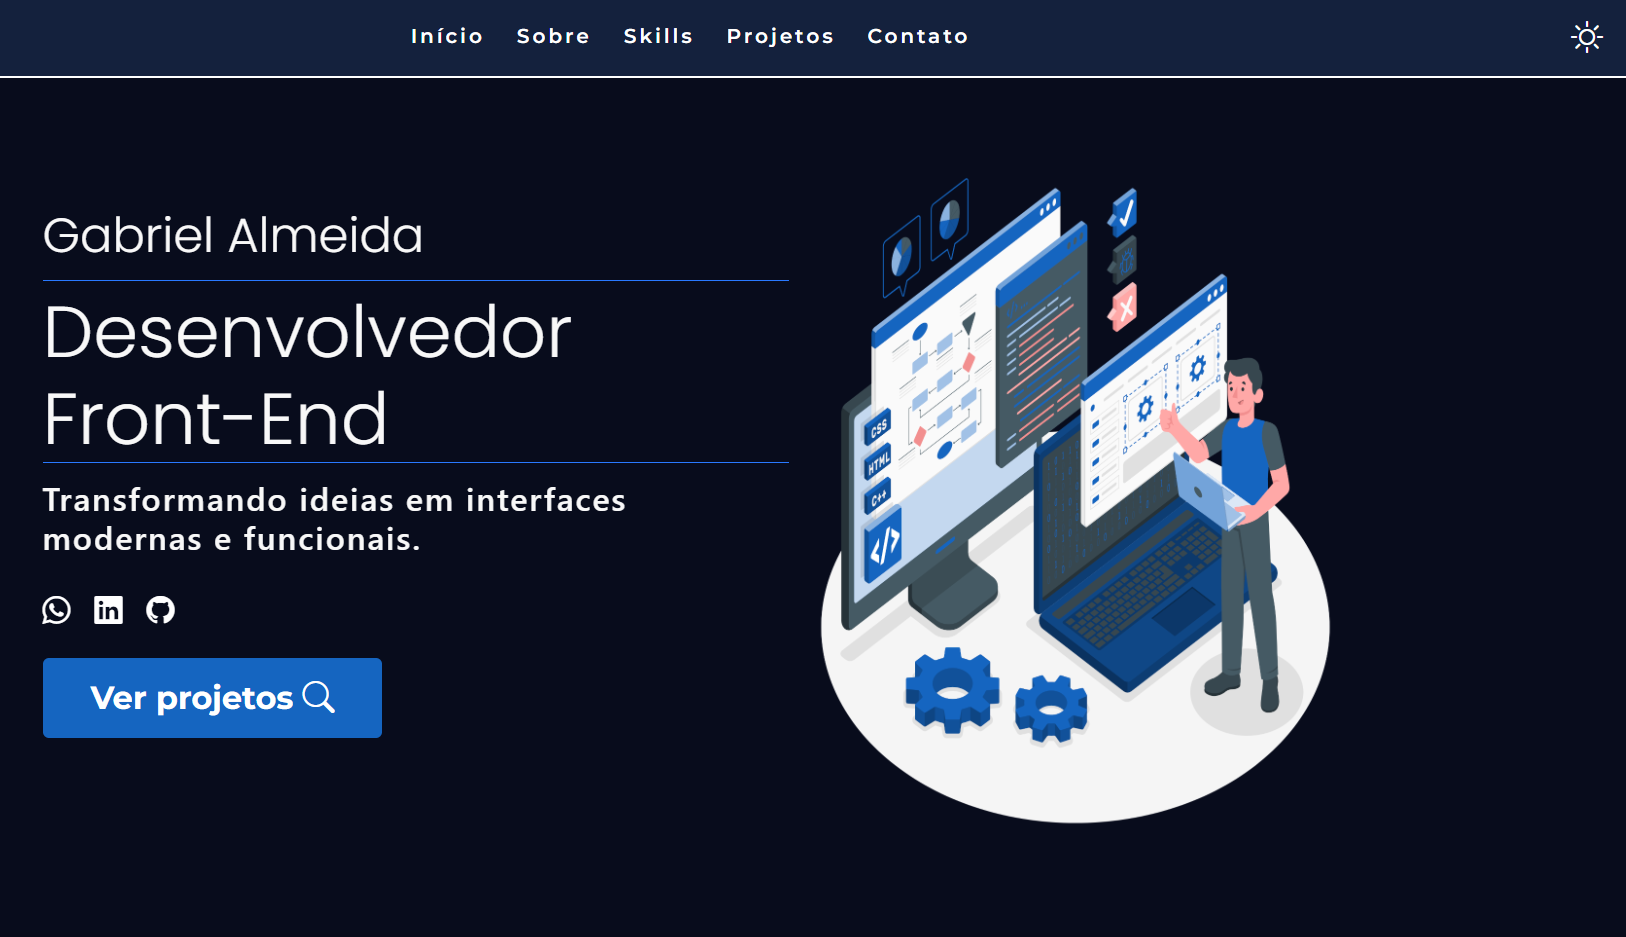 Início Sobre Skills Projetos Contato
Gabriel Almeida
Desenvolvedor
Front-End
Transformando ideias em interfaces
modernas e funcionais.
in
Ver projetos
CSS
HTML
C++
</>